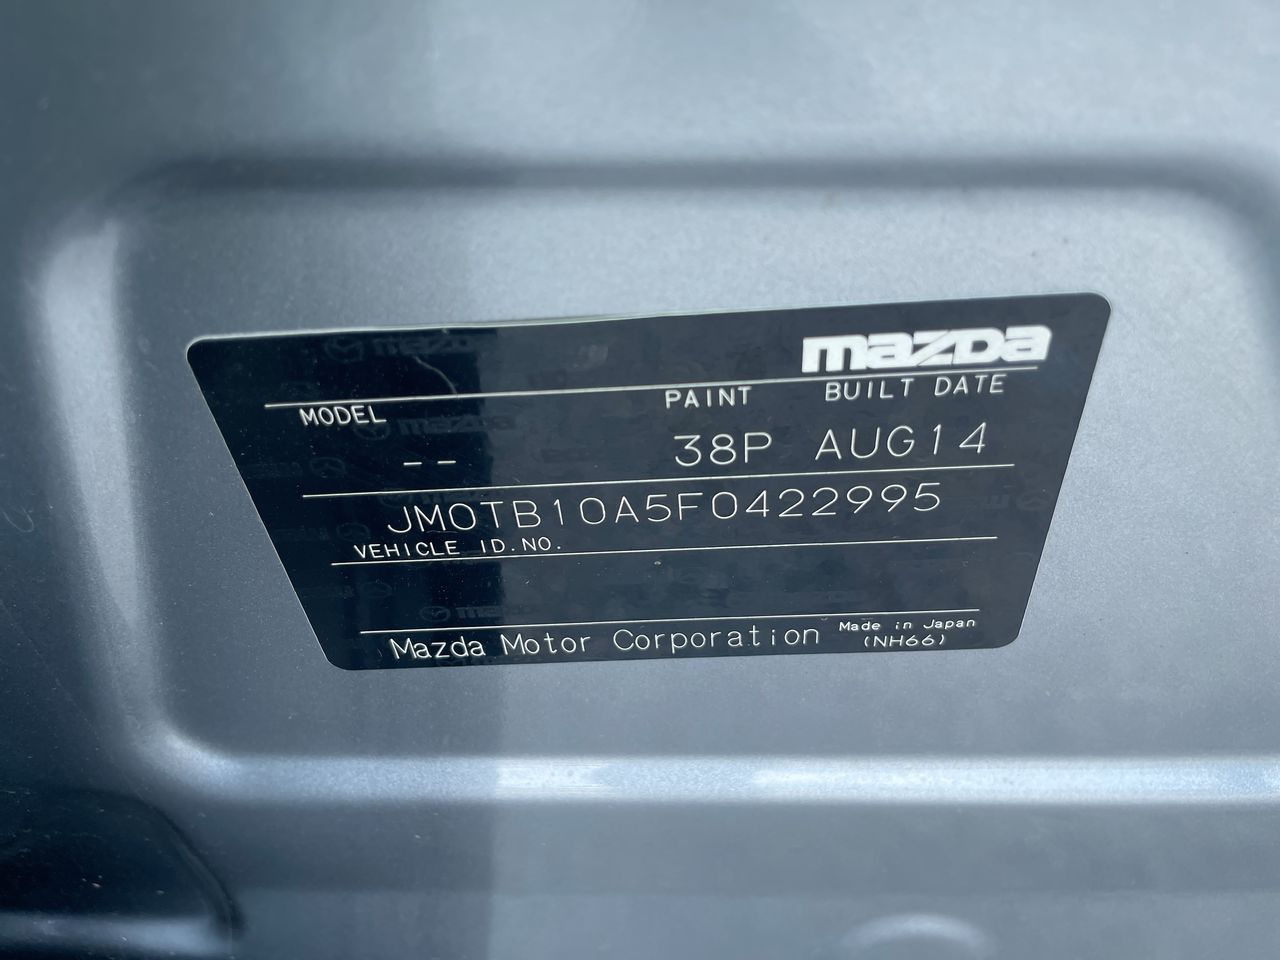 mazda
MODEL PAINT BUILT DATE
-- 38P AUG14
JM0TB10A5F0422995
VEHICLE ID.NO.
Mazda Motor Corporation Made in Japan
(NH66)